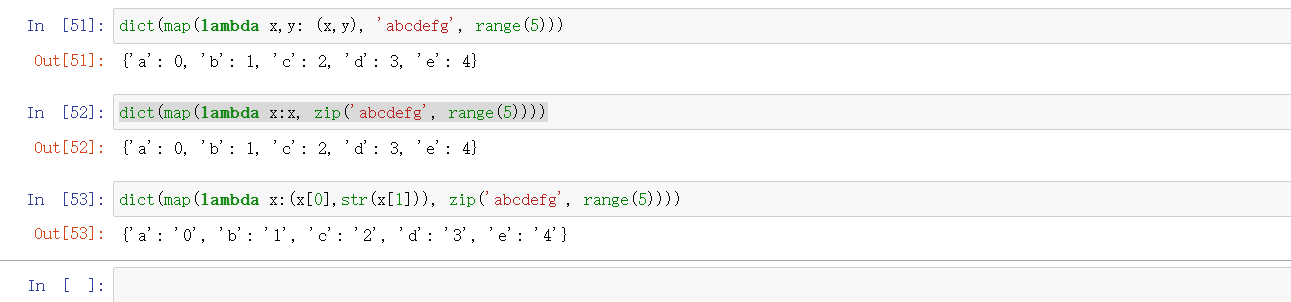 In [51]: dict(map(lambda x,y: (x,y), 'abcdefg', range(5)))
Out[51]: {'a': 0, 'b': 1, 'c': 2, 'd': 3, 'e': 4}
In [52]: dict(map(lambda x:x, zip('abcdefg', range(5))))
Out[52]: {'a': 0, 'b': 1, 'c': 2, 'd': 3, 'e': 4}
In [53]: dict(map(lambda x:(x[0],str(x[1])), zip('abcdefg', range(5))))
Out[53]: {'a': '0', 'b': '1', 'c': '2', 'd': '3', 'e': '4'}
In [ ]: